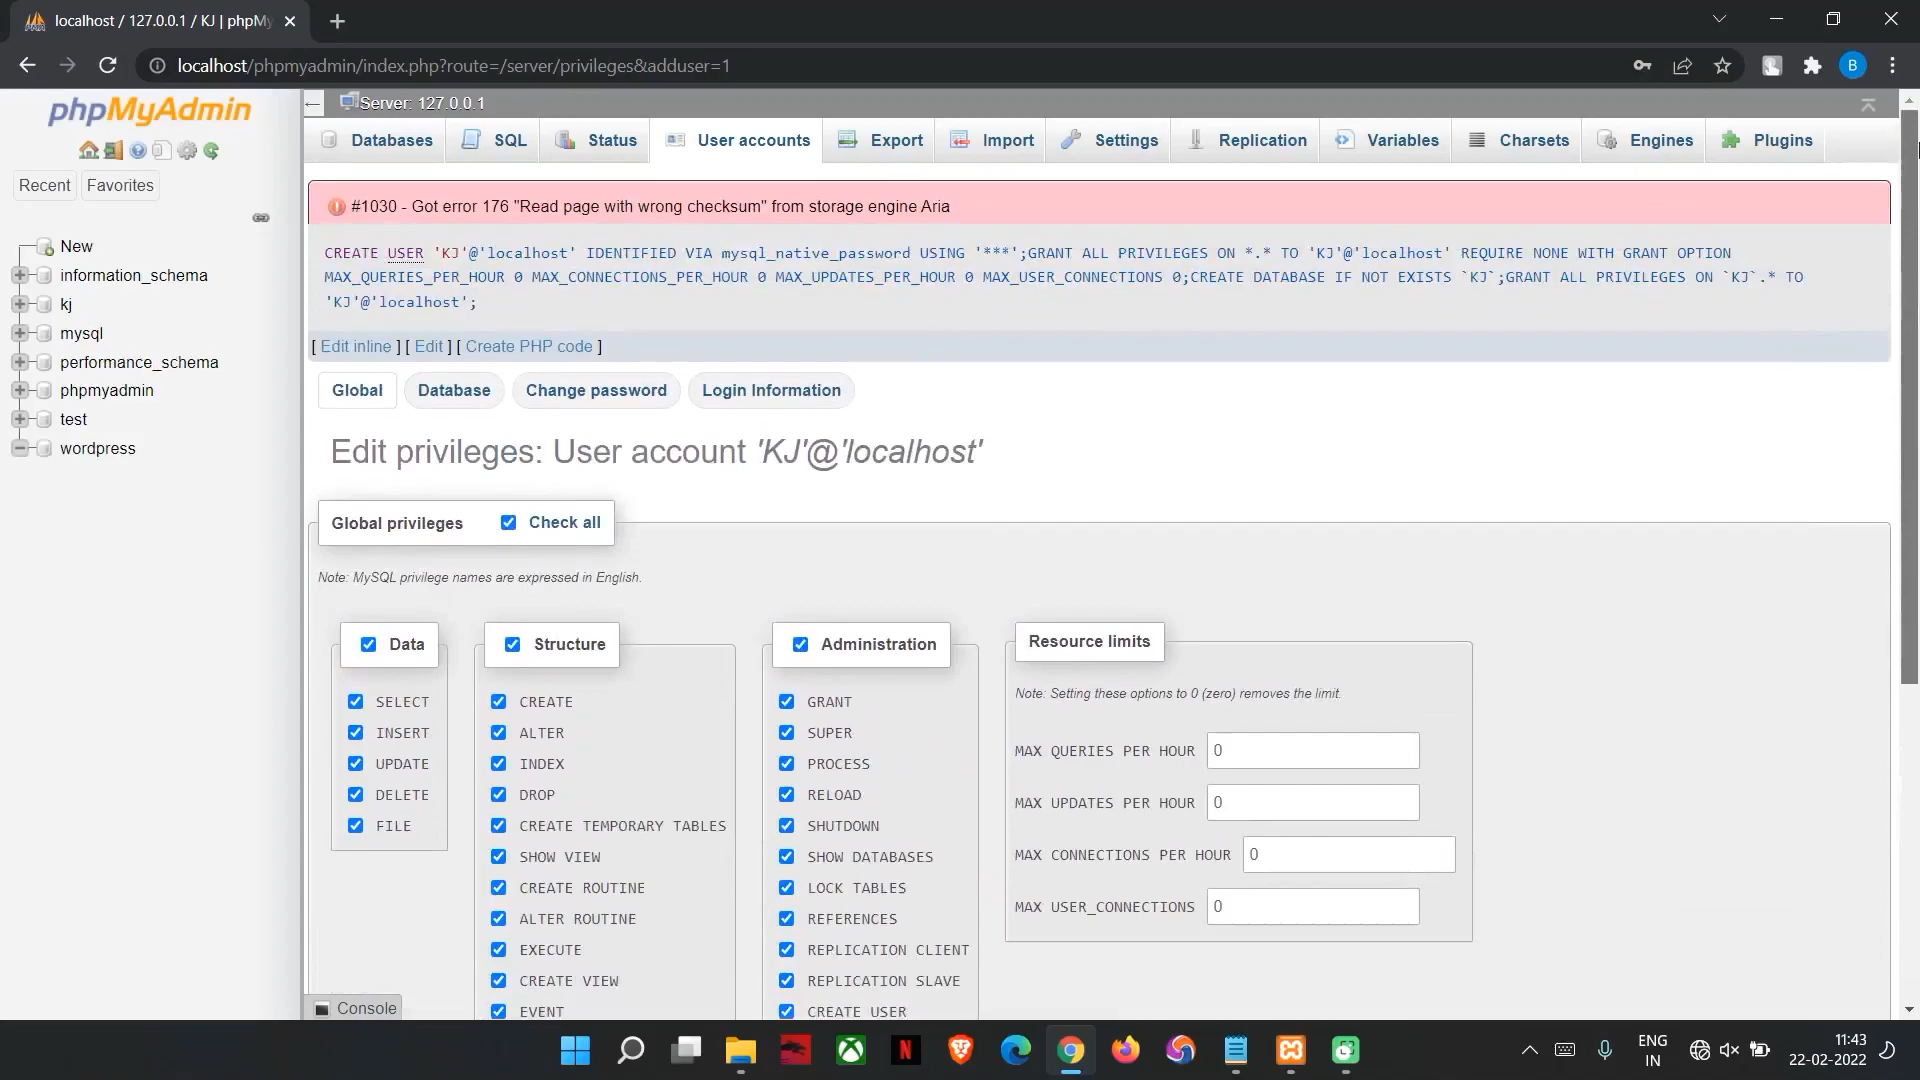 localhost / 127.0.0.1 / KJ | phpMy
localhost/phpmyadmin/index.php?route=/server/privileges&adduser=1
B
phpMyAdmin
Recent
Favorites
New
information_schema
kj
mysql
performance_schema
phpmyadmin
test
wordpress
Server: 127.0.0.1
Databases
SQL
Status
User accounts
Export
Import
Settings
Replication
Variables
Charsets
Engines
Plugins
#1030 - Got error 176 "Read page with wrong checksum" from storage engine Aria
CREATE USER 'KJ'@'localhost' IDENTIFIED VIA mysql_native_password USING '***';GRANT ALL PRIVILEGES ON *.* TO 'KJ'@'localhost' REQUIRE NONE WITH GRANT OPTION
MAX_QUERIES_PER_HOUR 0 MAX_CONNECTIONS_PER_HOUR 0 MAX_UPDATES_PER_HOUR 0 MAX_USER_CONNECTIONS 0;CREATE DATABASE IF NOT EXISTS `KJ`;GRANT ALL PRIVILEGES ON `KJ`.* TO
'KJ'@'localhost';
[ Edit inline ] [ Edit ] [ Create PHP code ]
Global
Database
Change password
Login Information
Edit privileges: User account 'KJ'@'localhost'
Global privileges
Check all
Note: MySQL privilege names are expressed in English.
Data
SELECT
INSERT
UPDATE
DELETE
FILE
Structure
CREATE
ALTER
INDEX
DROP
CREATE TEMPORARY TABLES
SHOW VIEW
CREATE ROUTINE
ALTER ROUTINE
EXECUTE
CREATE VIEW
EVENT
Administration
GRANT
SUPER
PROCESS
RELOAD
SHUTDOWN
SHOW DATABASES
LOCK TABLES
REFERENCES
REPLICATION CLIENT
REPLICATION SLAVE
CREATE USER
Resource limits
Note: Setting these options to 0 (zero) removes the limit.
MAX QUERIES PER HOUR 0
MAX UPDATES PER HOUR 0
MAX CONNECTIONS PER HOUR 0
MAX USER_CONNECTIONS 0
Console
N
ENG
IN
11:43
22-02-2022